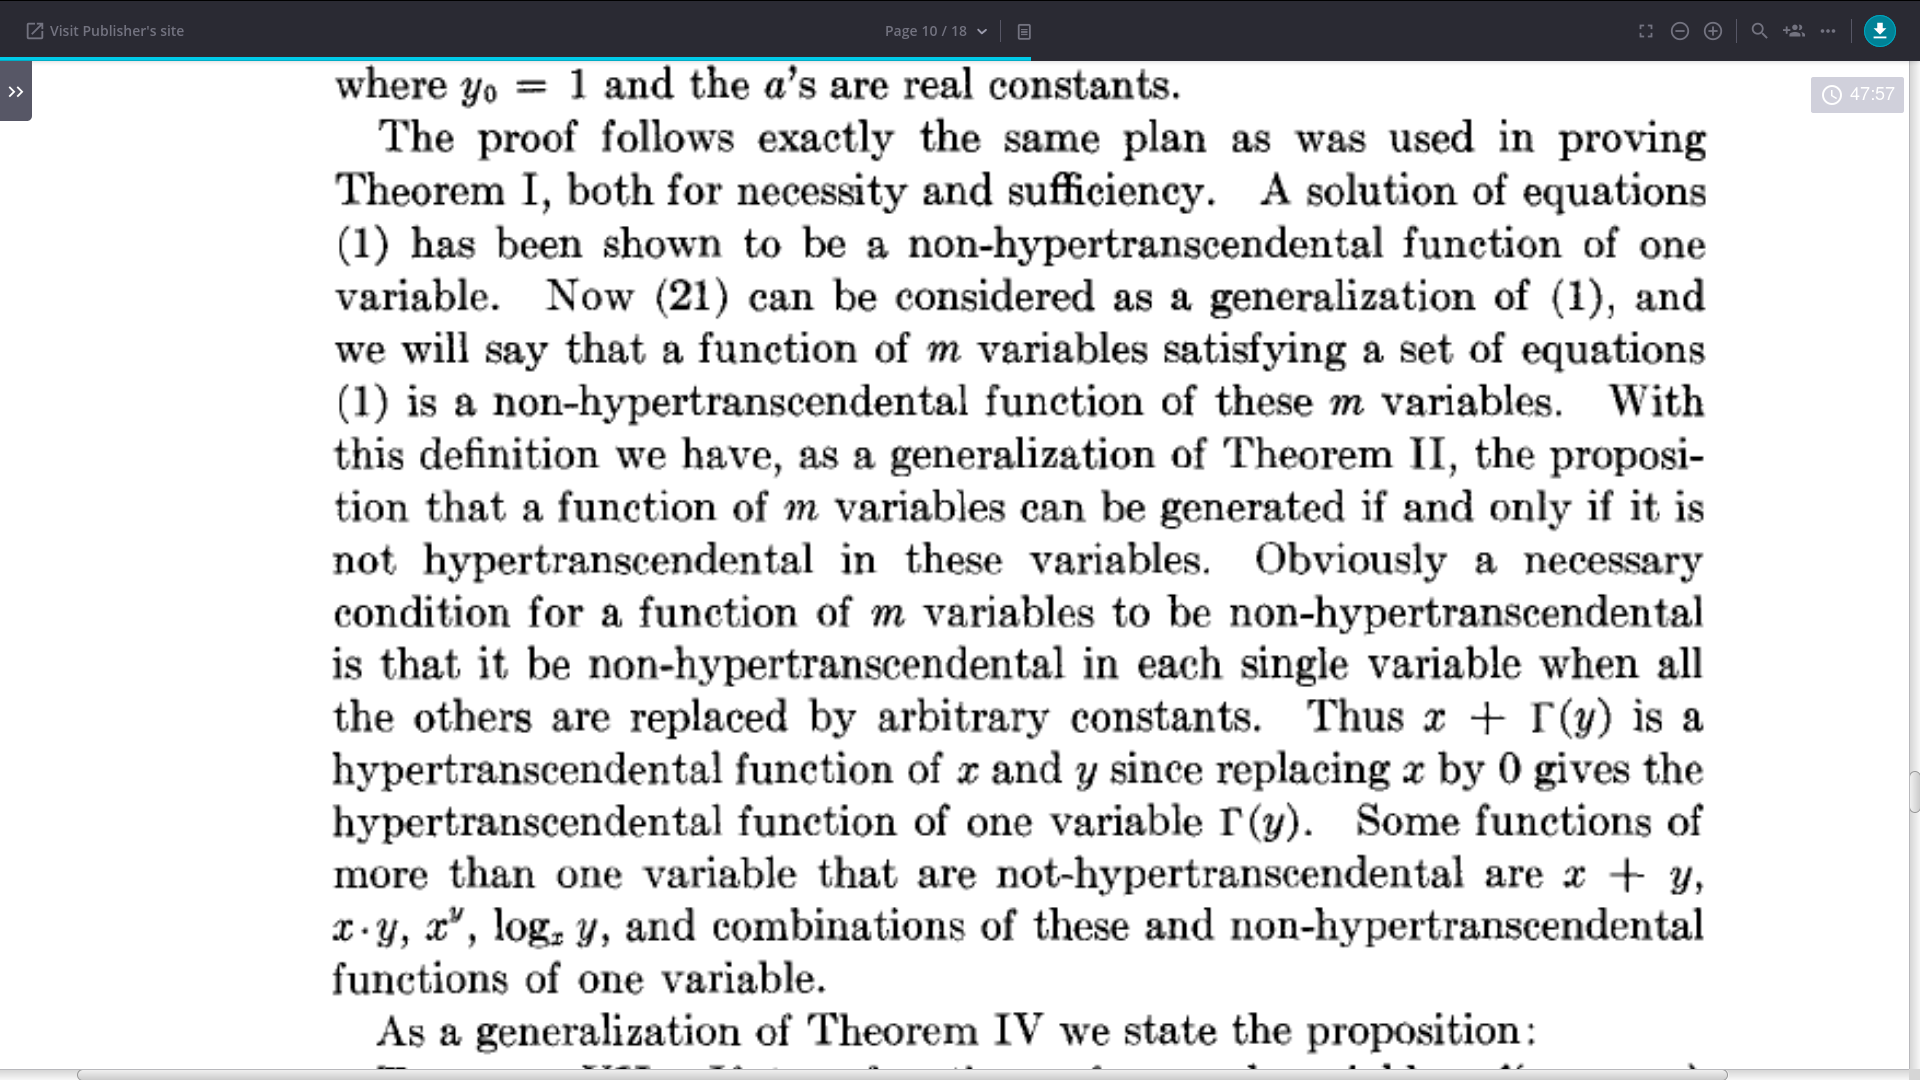 Visit Publisher's site
Page 10 / 18
47:57
where y₀ = 1 and the a's are real constants.
The proof follows exactly the same plan as was used in proving
Theorem I, both for necessity and sufficiency. A solution of equations
(1) has been shown to be a non-hypertranscendental function of one
variable. Now (21) can be considered as a generalization of (1), and
we will say that a function of m variables satisfying a set of equations
(1) is a non-hypertranscendental function of these m variables. With
this definition we have, as a generalization of Theorem II, the proposi-
tion that a function of m variables can be generated if and only if it is
not hypertranscendental in these variables. Obviously a necessary
condition for a function of m variables to be non-hypertranscendental
is that it be non-hypertranscendental in each single variable when all
the others are replaced by arbitrary constants. Thus x + Γ(y) is a
hypertranscendental function of x and y since replacing x by 0 gives the
hypertranscendental function of one variable Γ(y). Some functions of
more than one variable that are not-hypertranscendental are x + y,
x·y, xʸ, logₓ y, and combinations of these and non-hypertranscendental
functions of one variable.
As a generalization of Theorem IV we state the proposition: